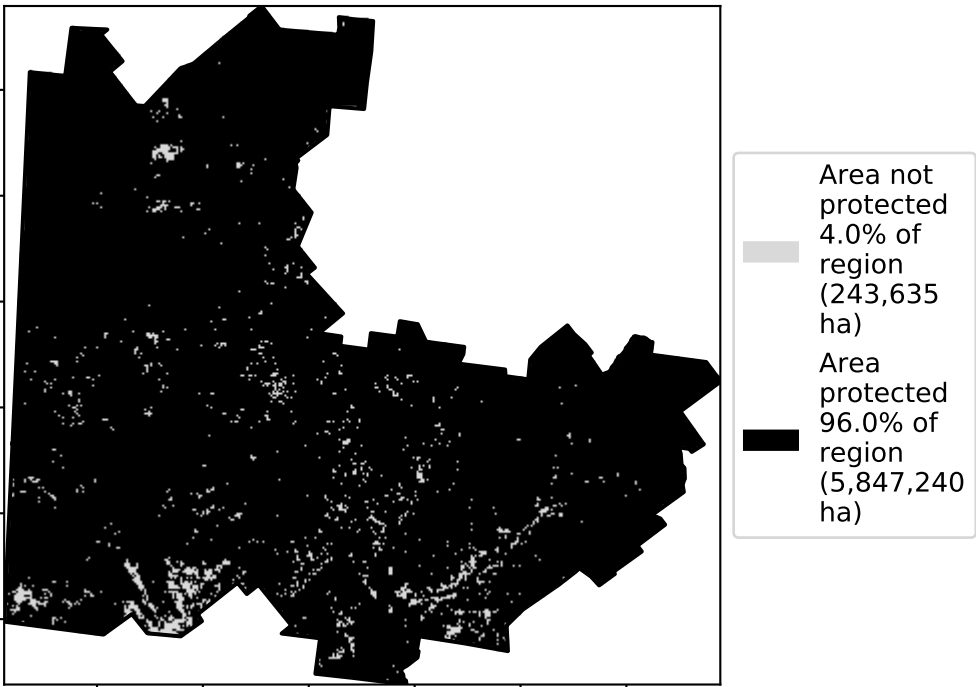 Area not
protected
4.0% of
region
(243,635
ha)
Area
protected
96.0% of
region
(5,847,240
ha)